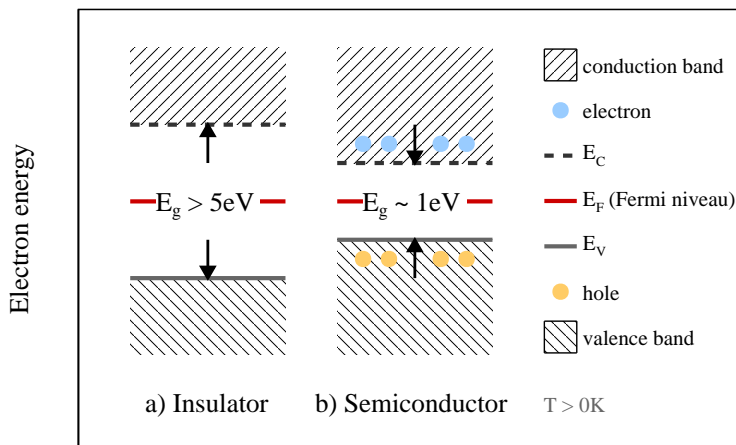 Electron energy
E_g > 5eV
E_g ~ 1eV
a) Insulator
b) Semiconductor
conduction band
electron
E_C
E_F (Fermi niveau)
E_V
hole
valence band
T > 0K